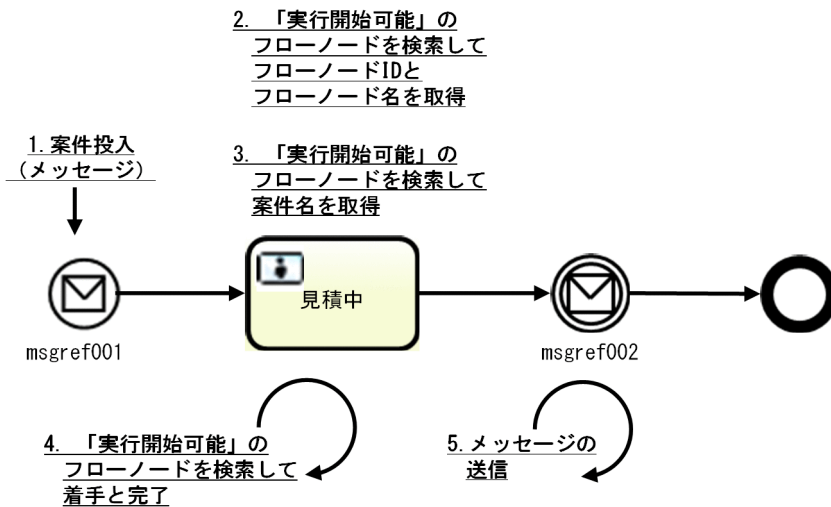 2. 「実行開始可能」の
フローノードを検索して
フローノードIDと
フローノード名を取得
1. 案件投入
（メッセージ）
3. 「実行開始可能」の
フローノードを検索して
案件名を取得
見積中
msgref001
msgref002
4. 「実行開始可能」の
フローノードを検索して
着手と完了
5. メッセージの
送信